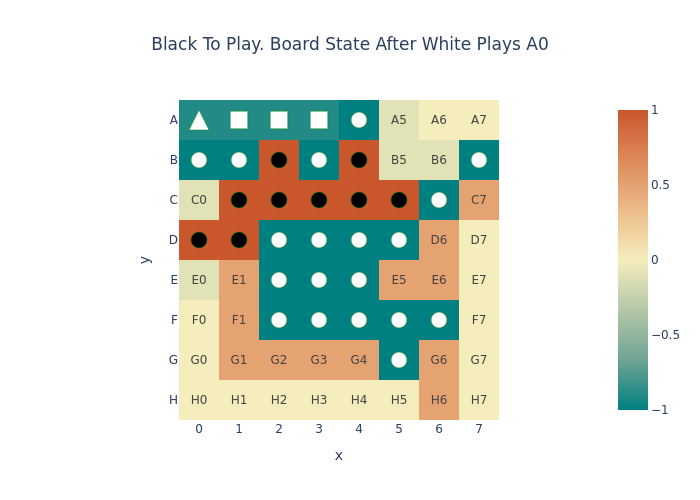 Black To Play. Board State After White Plays A0
A A5 A6 A7 1
B B5 B6
C C0 C7 0.5
D D6 D7
y 0
E E0 E1 E5 E6 E7
F F0 F1 F7 −0.5
G G0 G1 G2 G3 G4 G6 G7
H H0 H1 H2 H3 H4 H5 H6 H7 −1
0 1 2 3 4 5 6 7
x